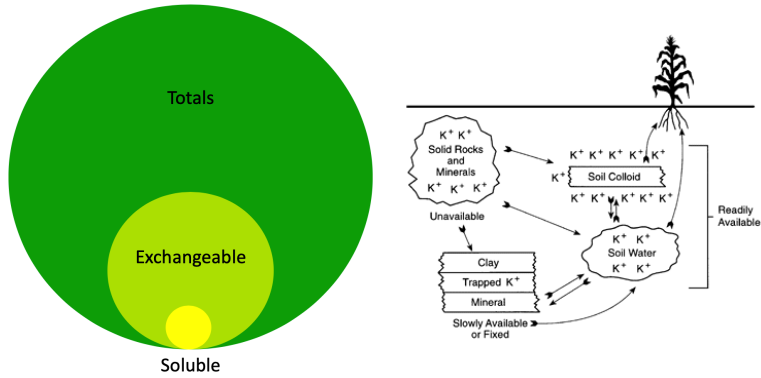 Totals
Exchangeable
Soluble
K⁺ K⁺
Solid Rocks
and
Minerals
K⁺ K⁺ K⁺
Unavailable
K⁺ K⁺ K⁺ K⁺ K⁺
K⁺
Soil Colloid
K⁺ K⁺ K⁺ K⁺ K⁺
Readily
Available
K⁺ K⁺
Soil Water
K⁺ K⁺
Clay
Trapped K⁺
Mineral
Slowly Available
or Fixed